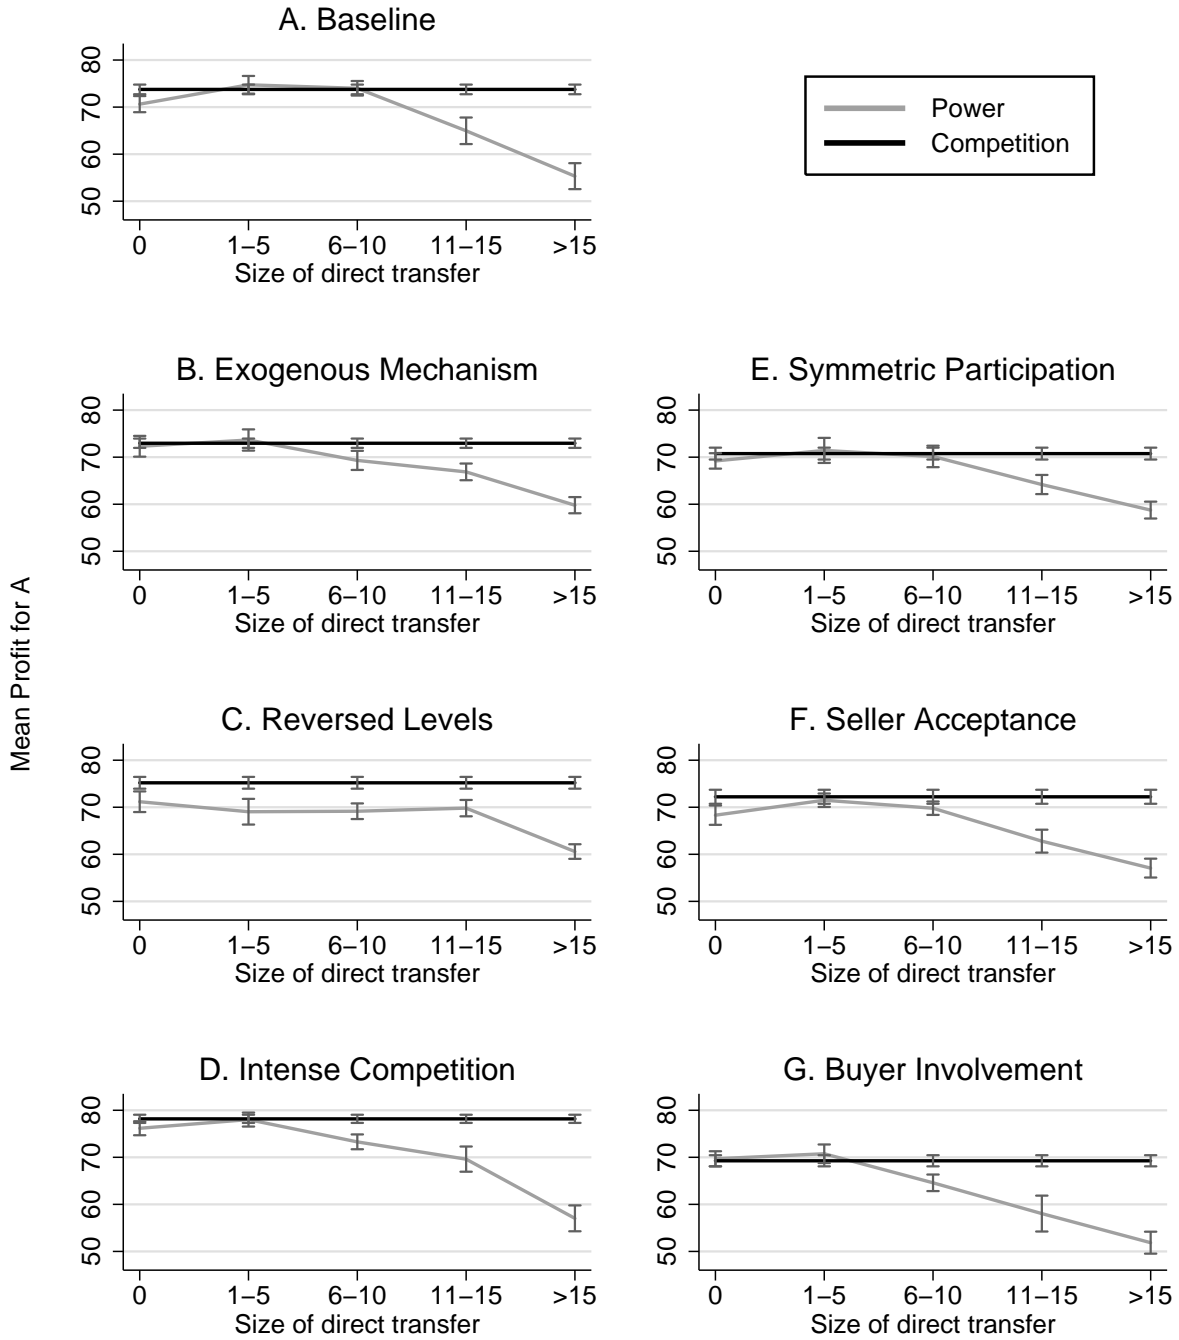 A. Baseline
80
70
60
50
0 1–5 6–10 11–15 >15
Size of direct transfer
Power
Competition
Mean Profit for A
B. Exogenous Mechanism
80
70
60
50
0 1–5 6–10 11–15 >15
Size of direct transfer
E. Symmetric Participation
80
70
60
50
0 1–5 6–10 11–15 >15
Size of direct transfer
C. Reversed Levels
80
70
60
50
0 1–5 6–10 11–15 >15
Size of direct transfer
F. Seller Acceptance
80
70
60
50
0 1–5 6–10 11–15 >15
Size of direct transfer
D. Intense Competition
80
70
60
50
0 1–5 6–10 11–15 >15
Size of direct transfer
G. Buyer Involvement
80
70
60
50
0 1–5 6–10 11–15 >15
Size of direct transfer